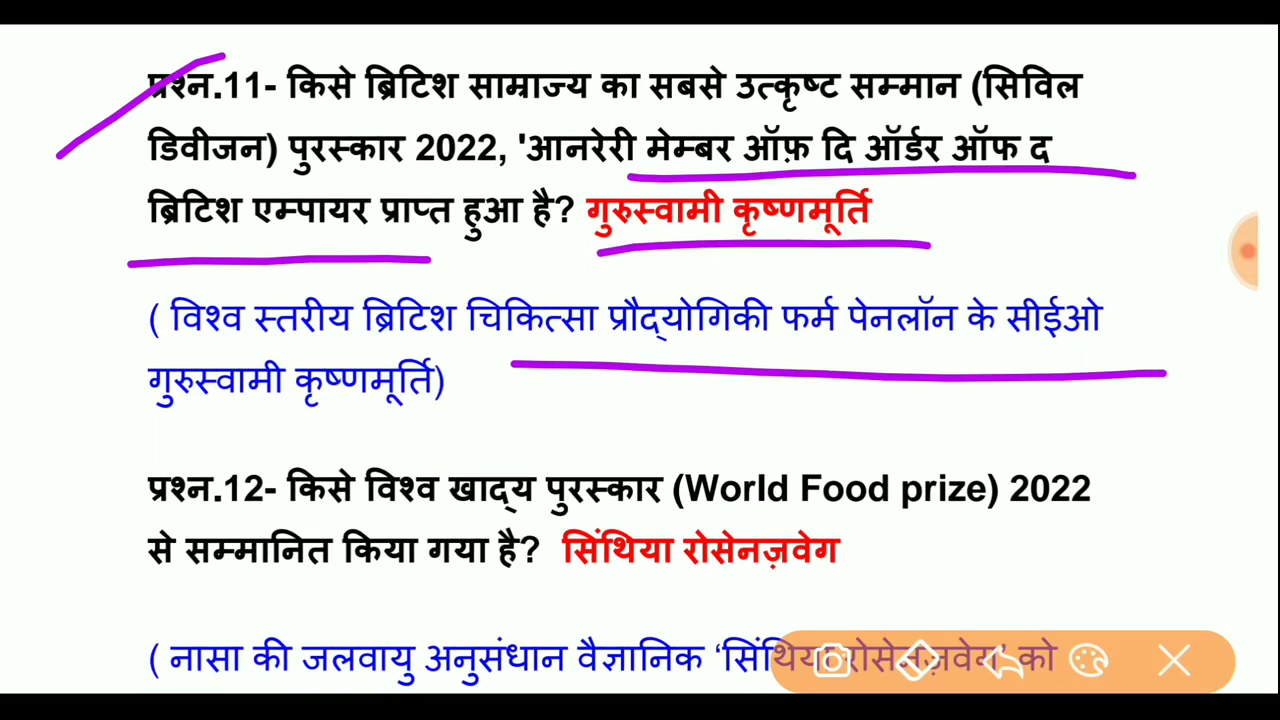 प्रश्न.11- किसे ब्रिटिश साम्राज्य का सबसे उत्कृष्ट सम्मान (सिविल
डिवीजन) पुरस्कार 2022, 'आनरेरी मेम्बर ऑफ़ दि ऑर्डर ऑफ द
ब्रिटिश एम्पायर प्राप्त हुआ है? गुरुस्वामी कृष्णमूर्ति
( विश्व स्तरीय ब्रिटिश चिकित्सा प्रौद्योगिकी फर्म पेनलॉन के सीईओ
गुरुस्वामी कृष्णमूर्ति)
प्रश्न.12- किसे विश्व खाद्य पुरस्कार (World Food prize) 2022
से सम्मानित किया गया है? सिंथिया रोसेनज़वेग
( नासा की जलवायु अनुसंधान वैज्ञानिक ‘सिंथिया रोसेनज़वेग’ को